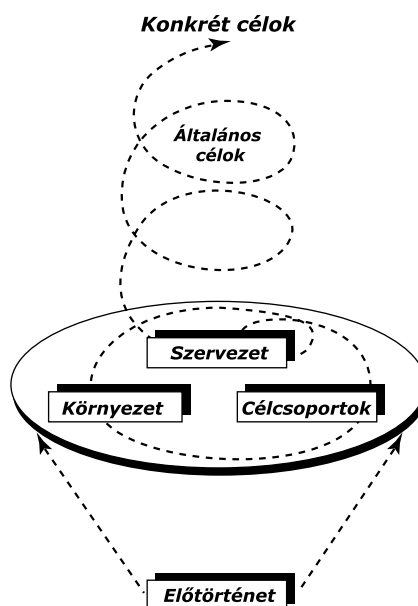 Konkrét célok
Általános
célok
Szervezet
Környezet
Célcsoportok
Előtörténet